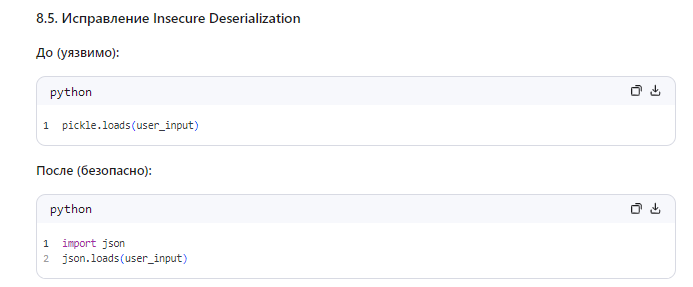 8.5. Исправление Insecure Deserialization
До (уязвимо):
python
1 pickle.loads(user_input)
После (безопасно):
python
1 import json
2 json.loads(user_input)